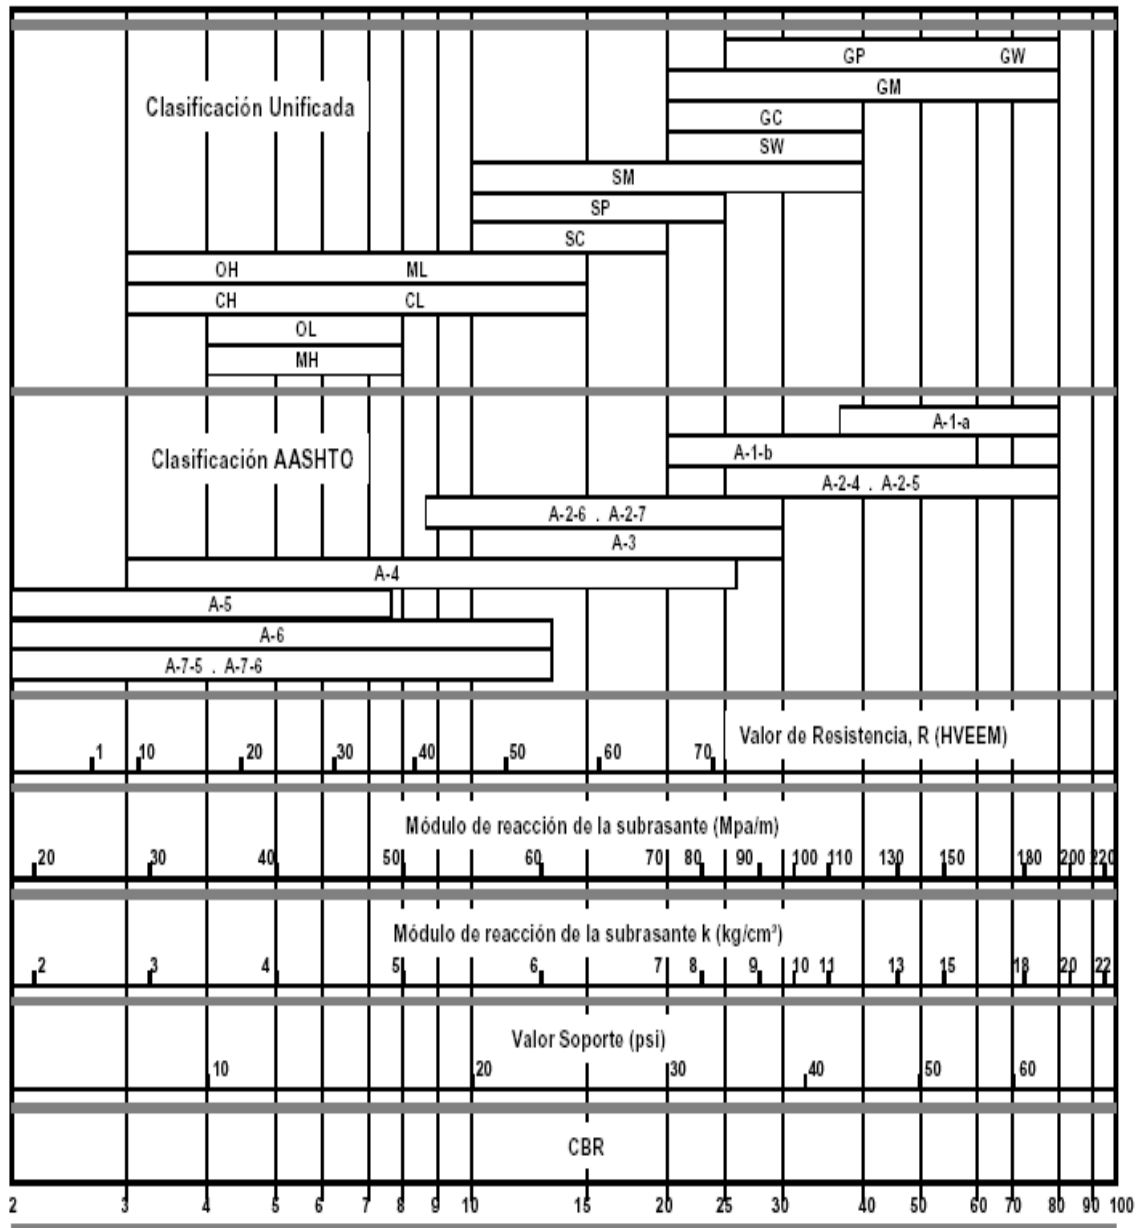 GP GW
GM
Clasificación Unificada
GC
SW
SM
SP
SC
OH ML
CH CL
OL
MH
A-1-a
Clasificación AASHTO
A-1-b
A-2-4 . A-2-5
A-2-6 . A-2-7
A-3
A-4
A-5
A-6
A-7-5 . A-7-6
Valor de Resistencia, R (HVEEM)
1 10 20 30 40 50 60 70
Módulo de reacción de la subrasante (Mpa/m)
20 30 40 50 60 70 80 90 100 110 130 150 180 200 220
Módulo de reacción de la subrasante k (kg/cm³)
2 3 4 5 6 7 8 9 10 11 13 15 18 20 22
Valor Soporte (psi)
10 20 30 40 50 60
CBR
2 3 4 5 6 7 8 9 10 15 20 25 30 40 50 60 70 80 90 100